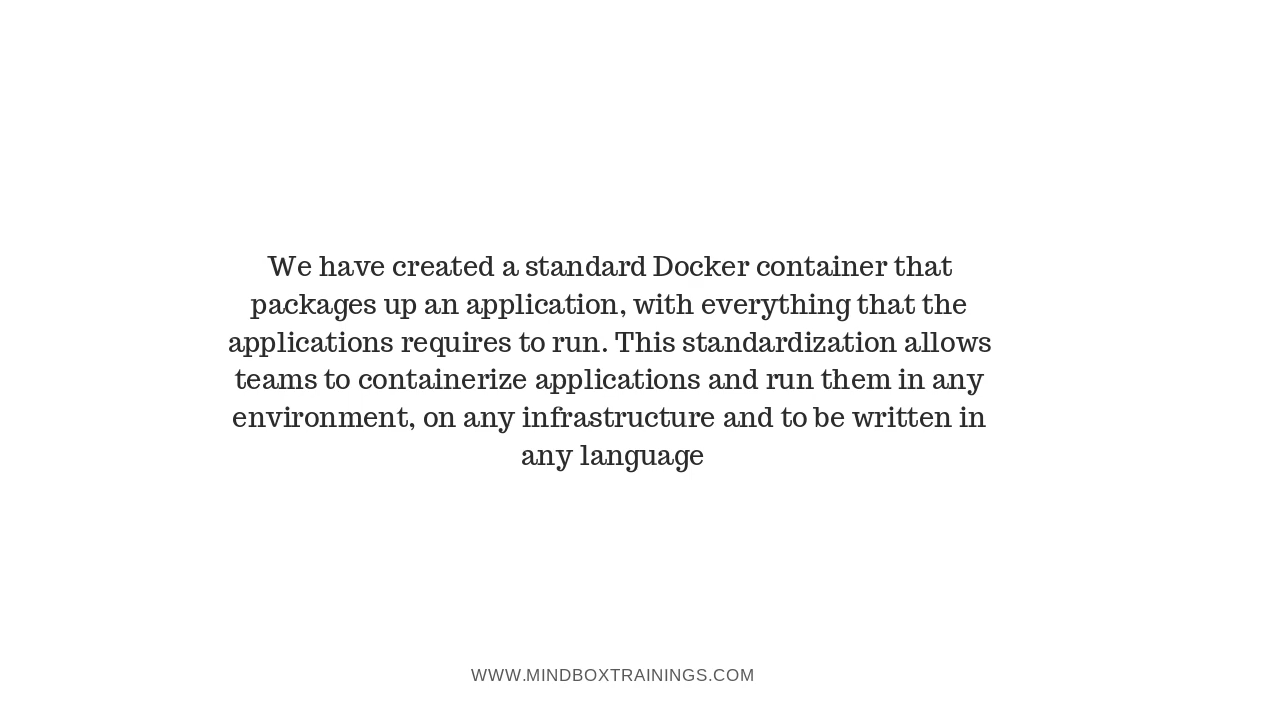 We have created a standard Docker container that
packages up an application, with everything that the
applications requires to run. This standardization allows
teams to containerize applications and run them in any
environment, on any infrastructure and to be written in
any language
WWW.MINDBOXTRAININGS.COM